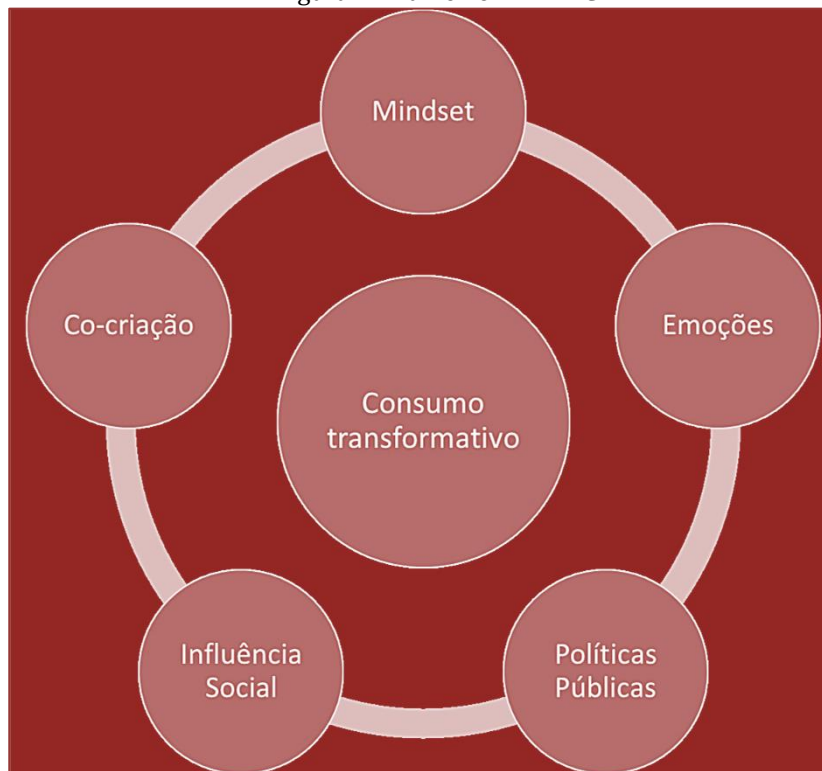 Mindset
Emoções
Políticas
Públicas
Influência
Social
Co-criação
Consumo
transformativo